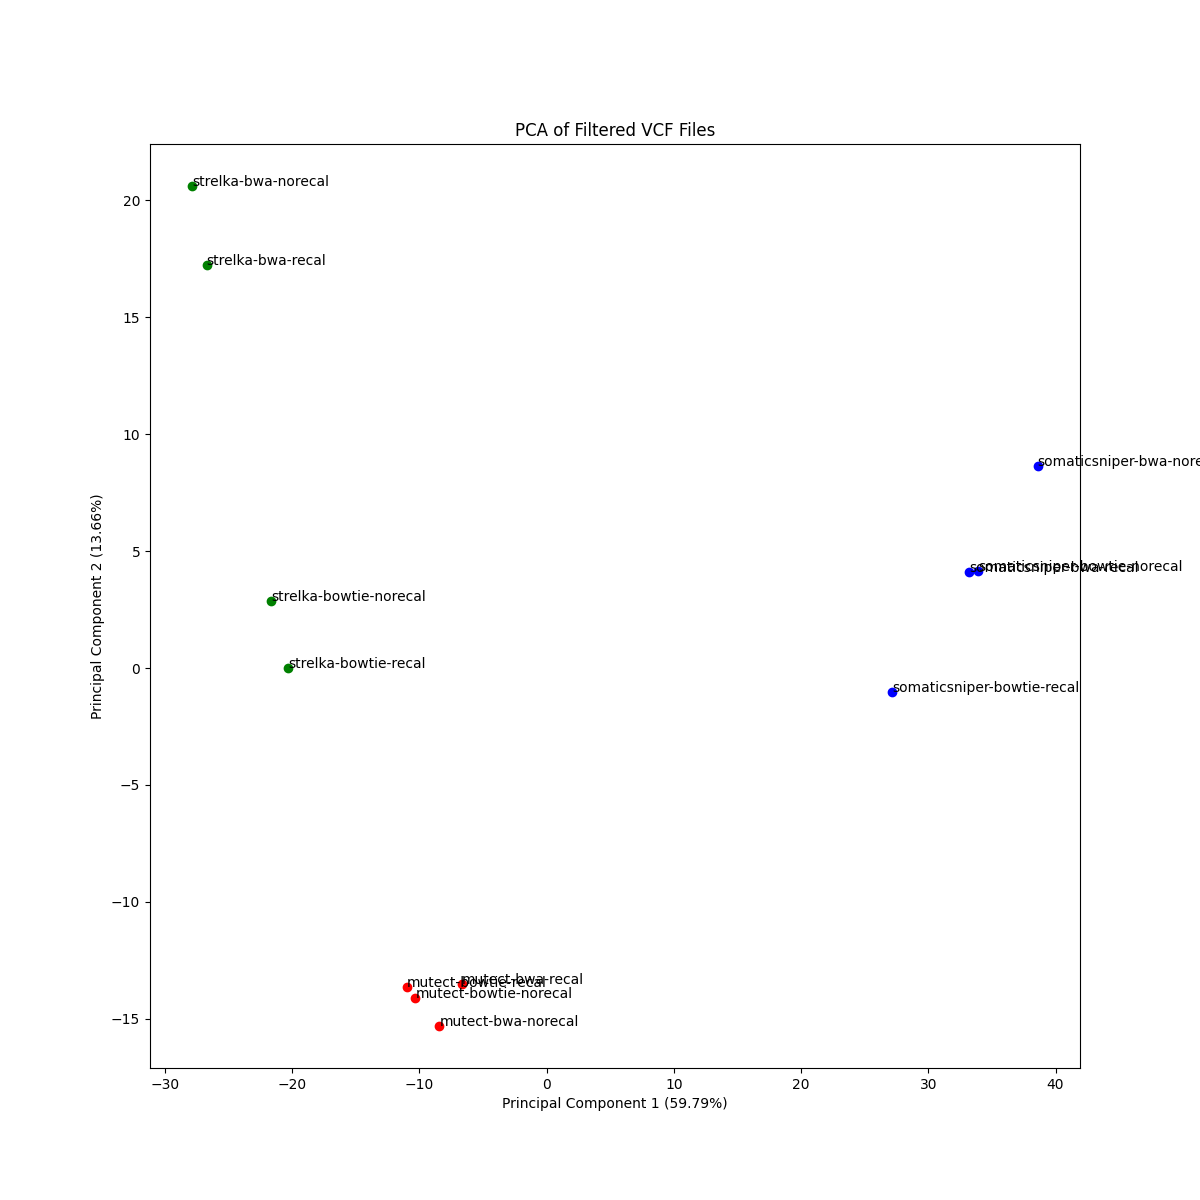 PCA of Filtered VCF Files
strelka-bwa-norecal
20
strelka-bwa-recal
15
10
somaticsniper-bwa-nore
5
somaticsniper-bowtie-norecal
somaticsniper-bwa-recal
strelka-bowtie-norecal
strelka-bowtie-recal
0
somaticsniper-bowtie-recal
−5
−10
mutect-bwa-recal
mutect-bowtie-recal
mutect-bowtie-norecal
−15
mutect-bwa-norecal
Principal Component 2 (13.66%)
−30 −20 −10 0 10 20 30 40
Principal Component 1 (59.79%)